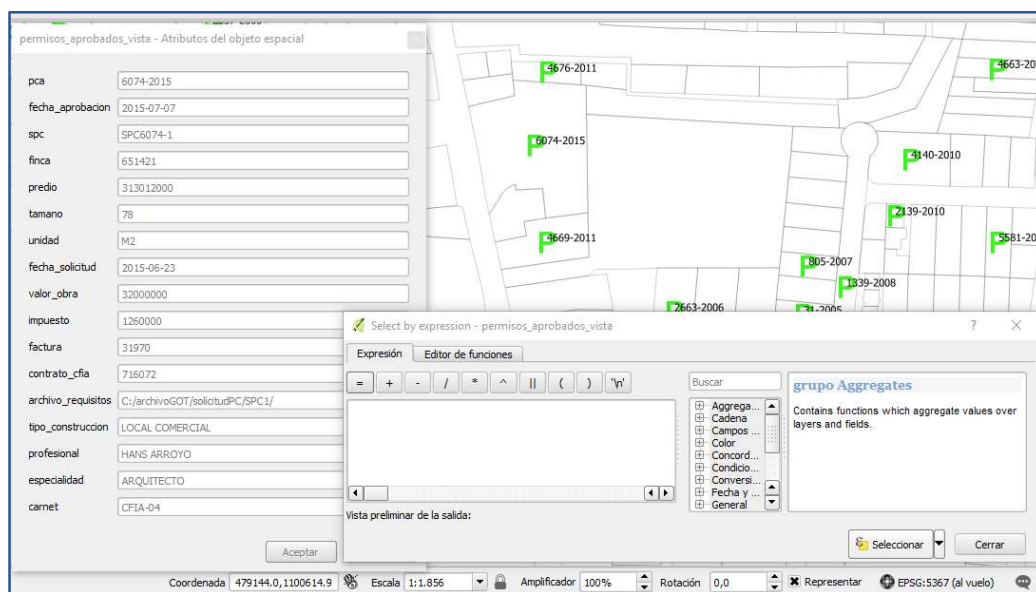 permisos_aprobados_vista - Atributos del objeto espacial
pca 6074-2015
fecha_aprobacion 2015-07-07
spc SPC6074-1
finca 651421
predio 313012000
tamano 78
unidad M2
fecha_solicitud 2015-06-23
valor_obra 32000000
impuesto 1260000
factura 31970
contrato_cfia 716072
archivo_requisitos C:/archivoGOT/solicitudPC/SPC1/
tipo_construccion LOCAL COMERCIAL
profesional HANS ARROYO
especialidad ARQUITECTO
carnet CFIA-04
Aceptar
P 4676-2011
P 4663-20
P 6074-2015
P 4140-2010
P 2139-2010
P 4669-2011
P 5581-20
P 805-2007
P 1339-2008
2663-2006
31-2005
Select by expression - permisos_aprobados_vista ? X
Expresión Editor de funciones
= + - / * ^ || ( ) '\n'
Vista preliminar de la salida:
Buscar
Agrega...
Cadena
Campos ...
Color
Concord...
Condicio...
Conversi...
Fecha y ...
General
grupo Aggregates
Contains functions which aggregate values over
layers and fields.
Seleccionar Cerrar
Coordenada 479144.0,1100614.9 Escala 1:1.856 Amplificador 100% Rotación 0,0 Representar EPSG:5367 (al vuelo)